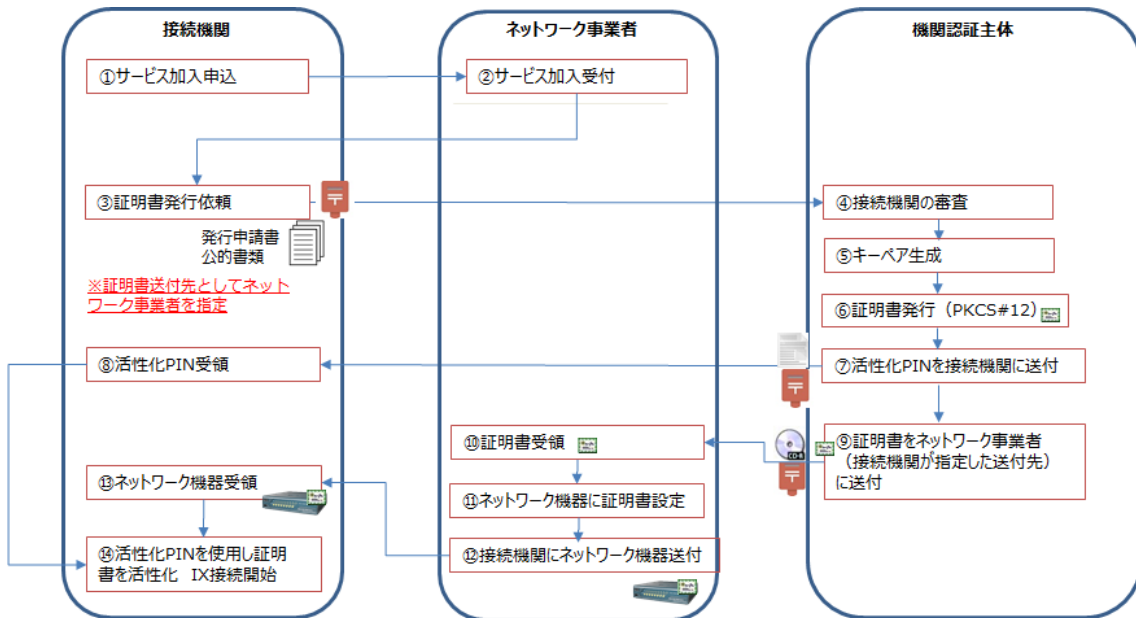 接続機関
ネットワーク事業者
機関認証主体
①サービス加入申込
②サービス加入受付
③証明書発行依頼
〒
発行申請書
公的書類
※証明書送付先としてネット
ワーク事業者を指定
④接続機関の審査
⑤キーペア生成
⑥証明書発行（PKCS#12）
⑦活性化PINを接続機関に送付
〒
⑧活性化PIN受領
⑨証明書をネットワーク事業者
（接続機関が指定した送付先）
に送付
CD-R
〒
⑩証明書受領
⑪ネットワーク機器に証明書設定
⑫接続機関にネットワーク機器送付
⑬ネットワーク機器受領
⑭活性化PINを使用し証明
書を活性化　IX接続開始